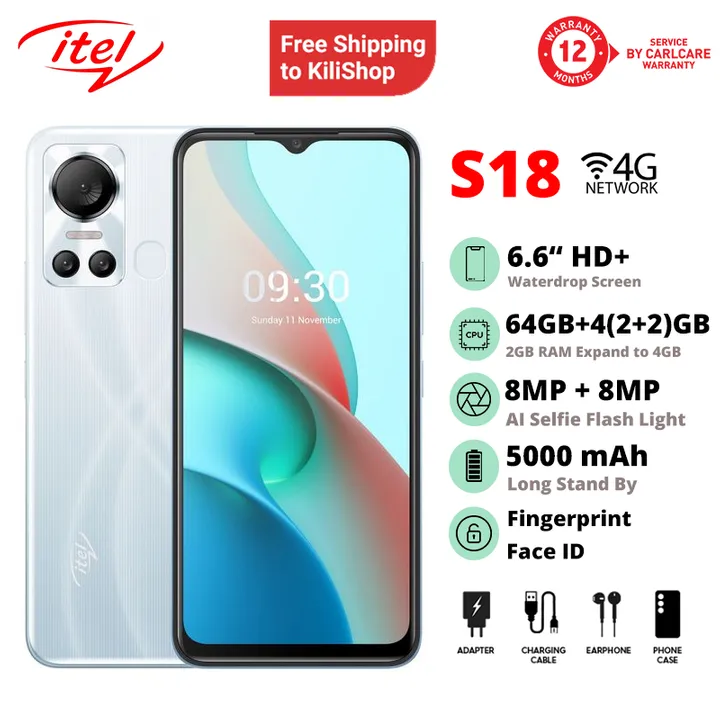 itel
Free Shipping
to KiliShop
WARRANTY
12
MONTHS
SERVICE
BY CARLCARE
WARRANTY
S18
4G
NETWORK
09:30
Sunday 11 November
6.6“ HD+
Waterdrop Screen
CPU
64GB+4(2+2)GB
2GB RAM Expand to 4GB
8MP + 8MP
AI Selfie Flash Light
5000 mAh
Long Stand By
Fingerprint
Face ID
itel
ADAPTER
CHARGING
CABLE
EARPHONE
PHONE
CASE